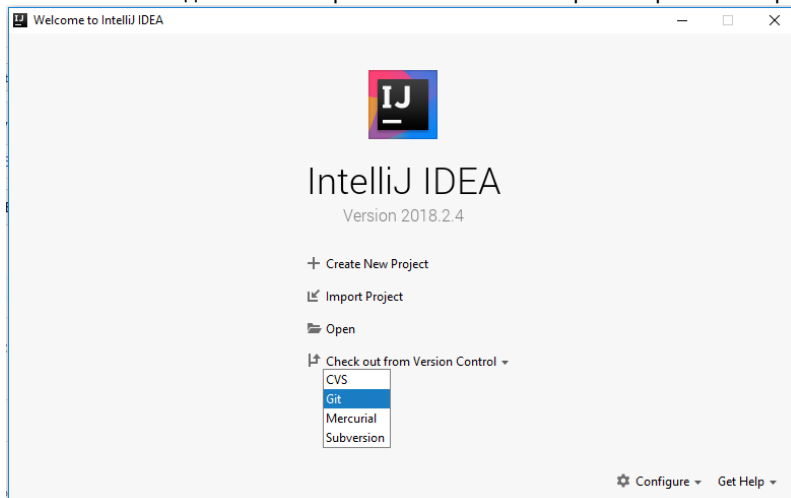 Welcome to IntelliJ IDEA
IJ
IntelliJ IDEA
Version 2018.2.4
Create New Project
Import Project
Open
Check out from Version Control
CVS
Git
Mercurial
Subversion
Configure
Get Help